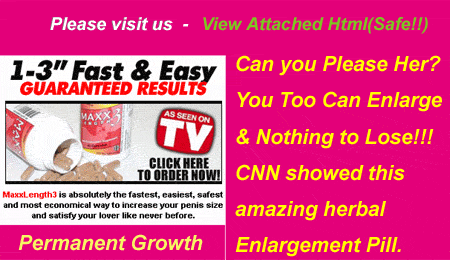 Please visit us - View Attached Html(Safe!!)
1-3” Fast & Easy
GUARANTEED RESULTS
MAXX
LENGTH
3
AS SEEN ON
TV
CLICK HERE
TO ORDER NOW!
MaxxLength3 is absolutely the fastest, easiest, safest
and most economical way to increase your penis size
and satisfy your lover like never before.
Permanent Growth
Can you Please Her?
You Too Can Enlarge
& Nothing to Lose!!!
CNN showed this
amazing herbal
Enlargement Pill.